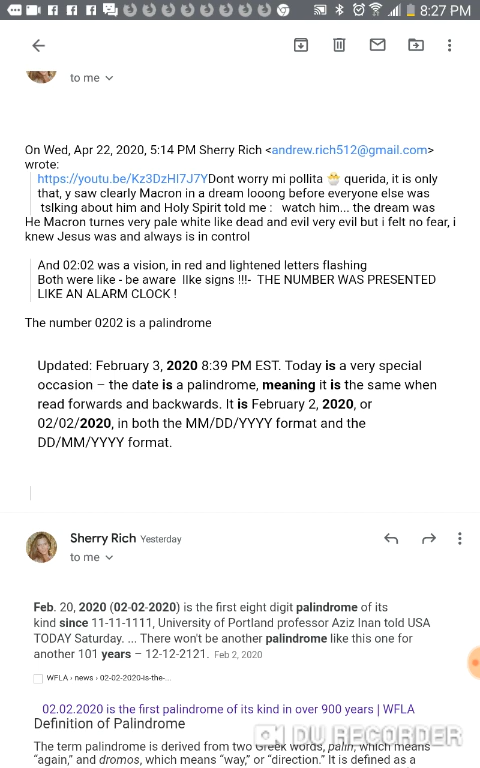 8:27 PM
to me
On Wed, Apr 22, 2020, 5:14 PM Sherry Rich <andrew.rich512@gmail.com>
wrote:
https://youtu.be/Kz3DzHI7J7YDont worry mi pollita 🐣 querida, it is only
that, y saw clearly Macron in a dream looong before everyone else was
tslking about him and Holy Spirit told me : watch him... the dream was
He Macron turnes very pale white like dead and evil very evil but i felt no fear, i
knew Jesus was and always is in control
And 02:02 was a vision, in red and lightened letters flashing
Both were like - be aware llke signs !!!- THE NUMBER WAS PRESENTED
LIKE AN ALARM CLOCK !
The number 0202 is a palindrome
Updated: February 3, 2020 8:39 PM EST. Today is a very special
occasion – the date is a palindrome, meaning it is the same when
read forwards and backwards. It is February 2, 2020, or
02/02/2020, in both the MM/DD/YYYY format and the
DD/MM/YYYY format.
Sherry Rich Yesterday
to me
Feb. 20, 2020 (02-02-2020) is the first eight digit palindrome of its
kind since 11-11-1111, University of Portland professor Aziz Inan told USA
TODAY Saturday. ... There won't be another palindrome like this one for
another 101 years – 12-12-2121. Feb 2, 2020
WFLA › news › 02-02-2020-is-the-...
02.02.2020 is the first palindrome of its kind in over 900 years | WFLA
Definition of Palindrome
DU RECORDER
The term palindrome is derived from two Greek words, palin, which means
"again," and dromos, which means "way," or "direction." It is defined as a